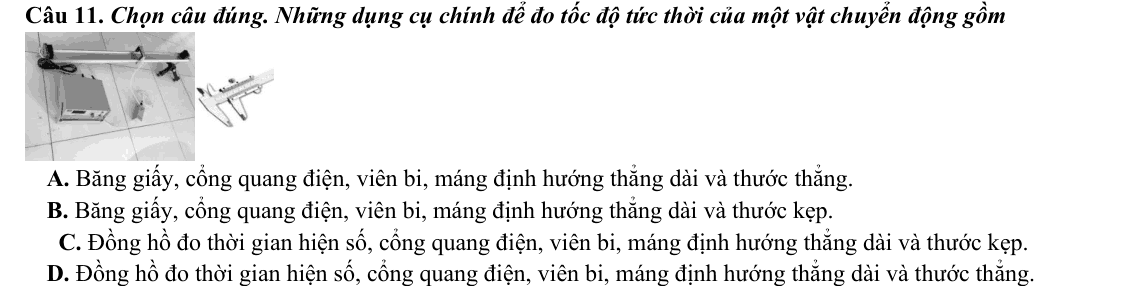 Câu 11. Chọn câu đúng. Những dụng cụ chính để đo tốc độ tức thời của một vật chuyển động gồm
A. Băng giấy, cổng quang điện, viên bi, máng định hướng thẳng dài và thước thẳng.
B. Băng giấy, cổng quang điện, viên bi, máng định hướng thẳng dài và thước kẹp.
C. Đồng hồ đo thời gian hiện số, cổng quang điện, viên bi, máng định hướng thẳng dài và thước kẹp.
D. Đồng hồ đo thời gian hiện số, cổng quang điện, viên bi, máng định hướng thẳng dài và thước thẳng.